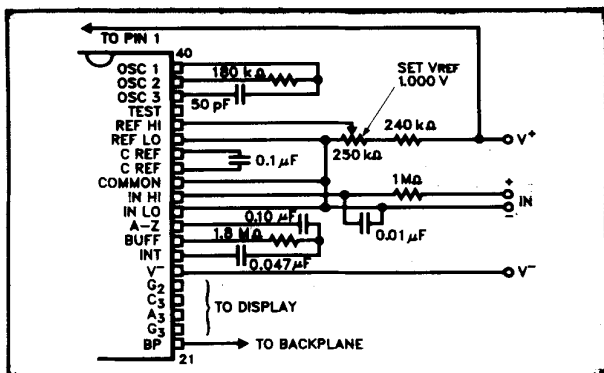 TO PIN 1
40
OSC 1
OSC 2
180 kΩ
OSC 3
50 pF
TEST
SET VREF
1.000 V
REF HI
REF LO
250 kΩ
240 kΩ
V+
C REF
C REF
0.1 µF
COMMON
IN HI
1MΩ
+
IN
IN LO
-
A-Z
0.10 µF
0.01 µF
BUFF
1.8 MΩ
INT
0.047 µF
V-
V-
G2
C3
TO DISPLAY
A3
G3
BP
TO BACKPLANE
21